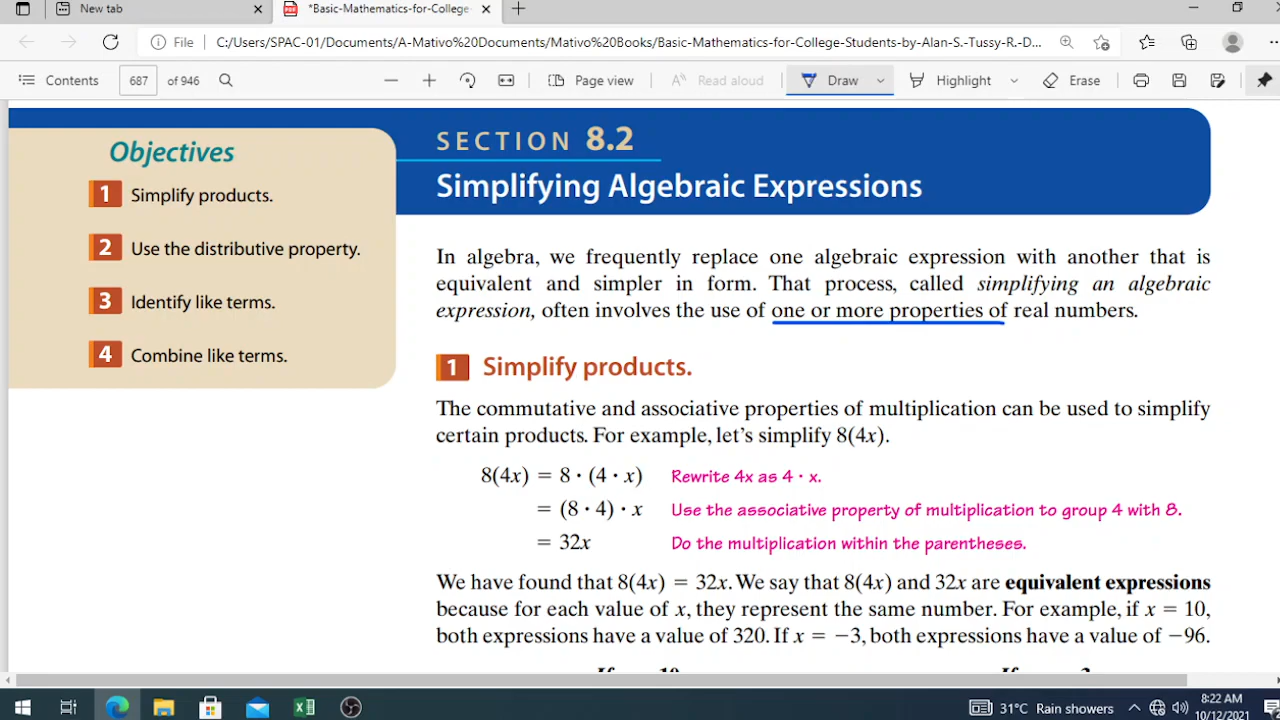 New tab
*Basic-Mathematics-for-College-
File
C:/Users/SPAC-01/Documents/A-Mativo%20Documents/Mativo%20Books/Basic-Mathematics-for-College-Students-by-Alan-S.-Tussy-R.-D...
Contents
687 of 946
Page view
Read aloud
Draw
Highlight
Erase
Objectives
1 Simplify products.
2 Use the distributive property.
3 Identify like terms.
4 Combine like terms.
SECTION 8.2
Simplifying Algebraic Expressions
In algebra, we frequently replace one algebraic expression with another that is
equivalent and simpler in form. That process, called simplifying an algebraic
expression, often involves the use of one or more properties of real numbers.
1 Simplify products.
The commutative and associative properties of multiplication can be used to simplify
certain products. For example, let's simplify 8(4x).
8(4x) = 8 · (4 · x) Rewrite 4x as 4 · x.
= (8 · 4) · x Use the associative property of multiplication to group 4 with 8.
= 32x Do the multiplication within the parentheses.
We have found that 8(4x) = 32x. We say that 8(4x) and 32x are equivalent expressions
because for each value of x, they represent the same number. For example, if x = 10,
both expressions have a value of 320. If x = −3, both expressions have a value of −96.
31°C Rain showers
8:22 AM
10/12/2021